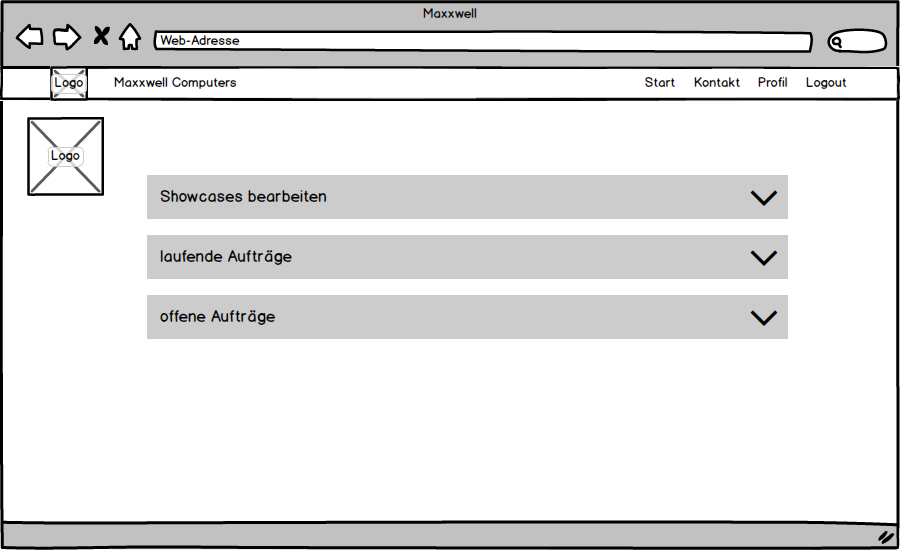 Maxxwell
Web-Adresse
Logo Maxxwell Computers Start Kontakt Profil Logout
Logo
Showcases bearbeiten
laufende Aufträge
offene Aufträge